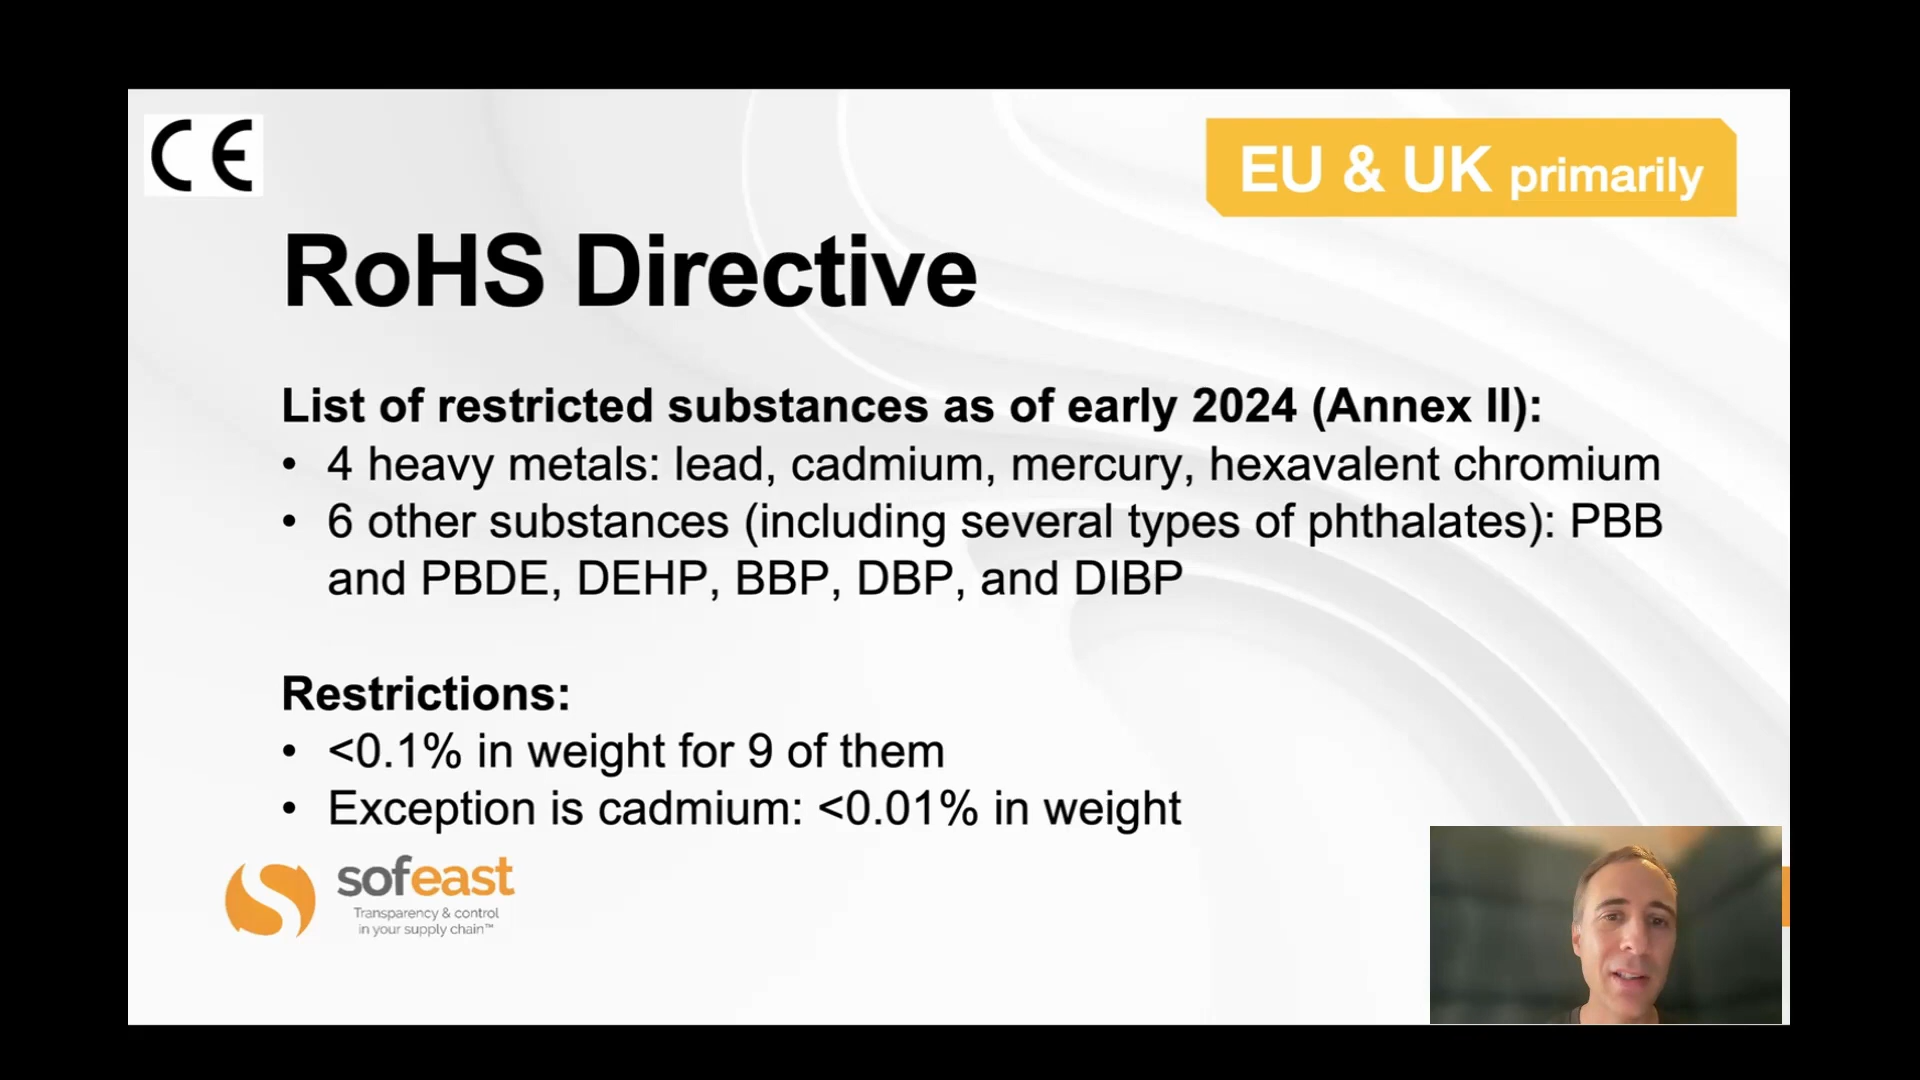 CE
EU & UK primarily
RoHS Directive
List of restricted substances as of early 2024 (Annex II):
• 4 heavy metals: lead, cadmium, mercury, hexavalent chromium
• 6 other substances (including several types of phthalates): PBB
and PBDE, DEHP, BBP, DBP, and DIBP
Restrictions:
• <0.1% in weight for 9 of them
• Exception is cadmium: <0.01% in weight
sofeast
Transparency & control
in your supply chain™